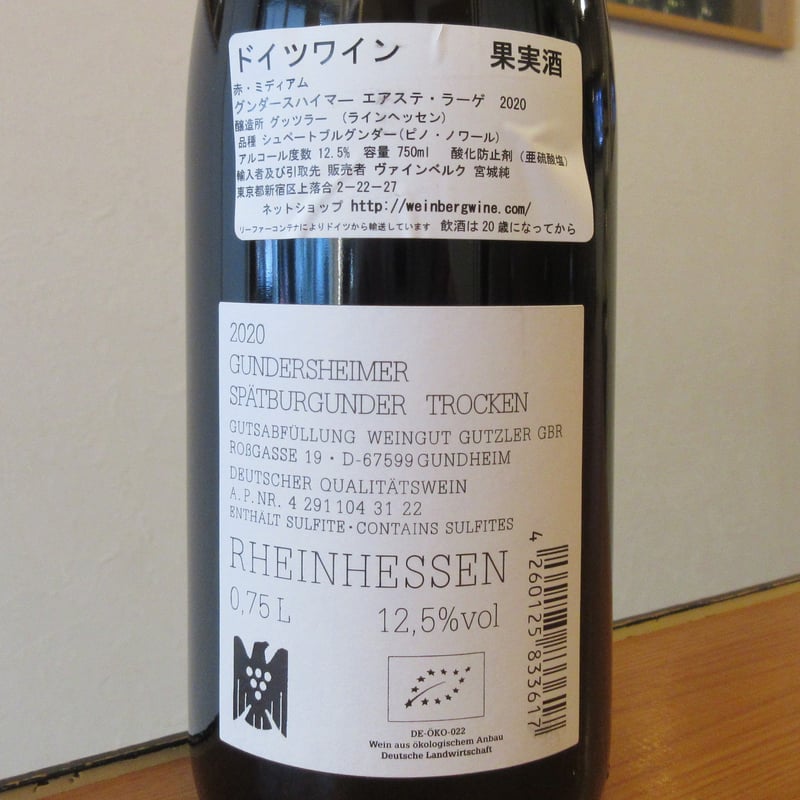 ドイツワイン 果実酒
赤・ミディアム
グンダースハイマー エアステ・ラーゲ 2020
醸造所 グッツラー (ラインヘッセン)
品種 シュペートブルグンダー(ピノ・ノワール)
アルコール度数 12.5% 容量 750ml 酸化防止剤 (亜硫酸塩)
輸入者及び引取先 販売者 ヴァインベルク 宮城純
東京都新宿区上落合2-22-27
ネットショップ http://weinbergwine.com/
リーファーコンテナによりドイツから輸送しています 飲酒は20歳になってから
2020
GUNDERSHEIMER
SPÄTBURGUNDER TROCKEN
GUTSABFÜLLUNG WEINGUT GUTZLER GBR
ROßGASSE 19 · D-67599 GUNDHEIM
DEUTSCHER QUALITÄTSWEIN
A.P.NR. 4 291 104 31 22
ENTHÄLT SULFITE · CONTAINS SULFITES
RHEINHESSEN
0,75 L 12,5%vol
4 260125 833617
DE-ÖKO-022
Wein aus ökologischem Anbau
Deutsche Landwirtschaft